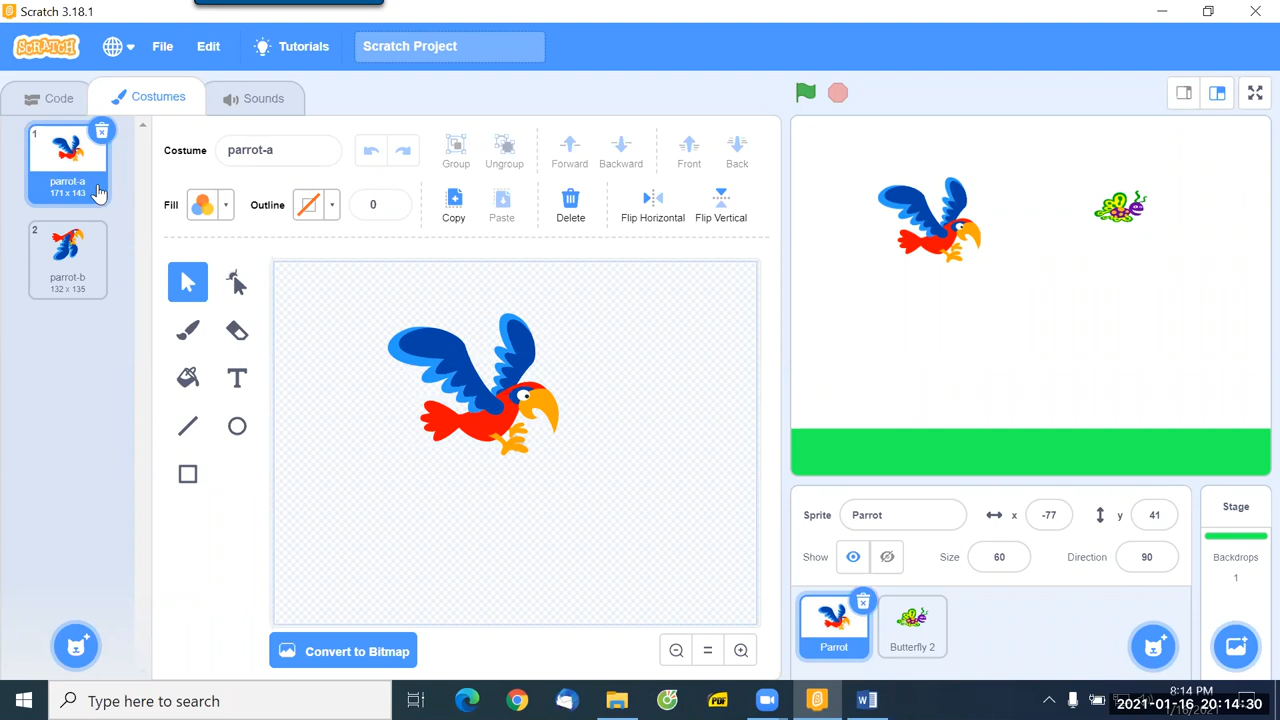 Scratch 3.18.1
SCRATCH
File
Edit
Tutorials
Scratch Project
Code
Costumes
Sounds
1
parrot-a
171 x 143
2
parrot-b
132 x 135
Costume
parrot-a
Group
Ungroup
Forward
Backward
Front
Back
Fill
Outline
0
Copy
Paste
Delete
Flip Horizontal
Flip Vertical
T
Convert to Bitmap
Sprite
Parrot
x
-77
y
41
Show
Size
60
Direction
90
Parrot
Butterfly 2
Stage
Backdrops
1
Type here to search
PDF
8:14 PM
2021-01-16 20:14:30